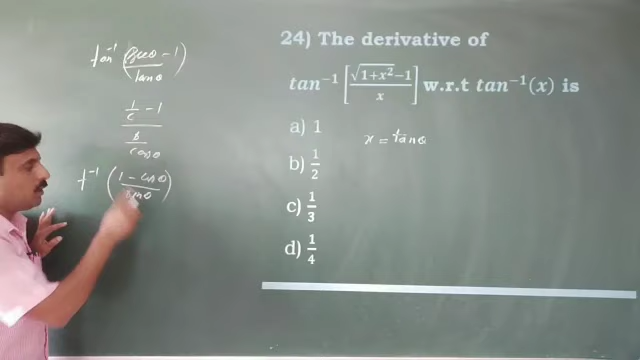 24) The derivative of
tan⁻¹ [(√(1+x²)−1)/x] w.r.t tan⁻¹(x) is
a) 1
b) 1/2
c) 1/3
d) 1/4
x = tanθ
tan⁻¹ ((secθ − 1)/tanθ)
(1/c − 1)/(s/cosθ)
t⁻¹ ((1 − cosθ)/sinθ)